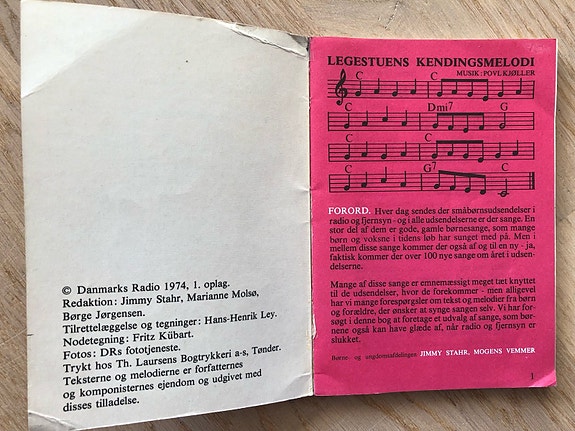 © Danmarks Radio 1974, 1. oplag.
Redaktion: Jimmy Stahr, Marianne Molsø,
Børge Jørgensen.
Tilrettelæggelse og tegninger: Hans-Henrik Ley.
Nodetegning: Fritz Kübart.
Fotos: DRs fototjeneste.
Trykt hos Th. Laursens Bogtrykkeri a-s, Tønder.
Teksterne og melodierne er forfatternes
og komponisternes ejendom og udgivet med
disses tilladelse.
LEGESTUENS KENDINGSMELODI
MUSIK: POVL KJØLLER
C C
C Dmi7 G
C C
C G7 C
FORORD. Hver dag sendes der småbørnsudsendelser i
radio og fjernsyn - og i alle udsendelserne er der sange. En
stor del af dem er gode, gamle børnesange, som mange
børn og voksne i tidens løb har sunget med på. Men i
mellem disse sange kommer der også af og til en ny - ja,
faktisk kommer der over 100 nye sange om året i udsen-
delserne.
Mange af disse sange er emnemæssigt meget tæt knyttet
til de udsendelser, hvor de forekommer - men alligevel
har vi mange forespørgsler om tekst og melodier fra børn
og forældre, der ønsker at synge sangen selv. Vi har for-
søgt i denne bog at foretage et udvalg af sange, som bør-
nene også kan have glæde af, når radio og fjernsyn er
slukket.
Børne og ungdomsafdelingen JIMMY STAHR, MOGENS VEMMER
1